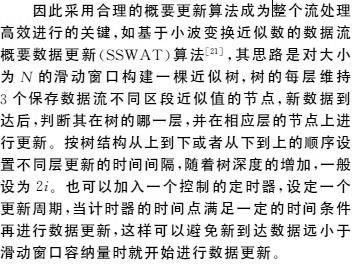 因此采用合理的概要更新算法成为整个流处理
高效进行的关键,如基于小波变换近似数的数据流
概要数据更新(SSWAT)算法[21],其思路是对大小
为 N 的滑动窗口构建一棵近似树,树的每层维持
3 个保存数据流不同区段近似值的节点,新数据到
达后,判断其在树的哪一层,并在相应层的节点上进
行更新。按树结构从上到下或者从下到上的顺序设
置不同层更新的时间间隔,随着树深度的增加,一般
设为 2i。也可以加入一个控制的定时器,设定一个
更新周期,当计时器的时间点满足一定的时间条件
再进行数据更新,这样可以避免新到达数据远小于
滑动窗口容纳量时就开始进行数据更新。